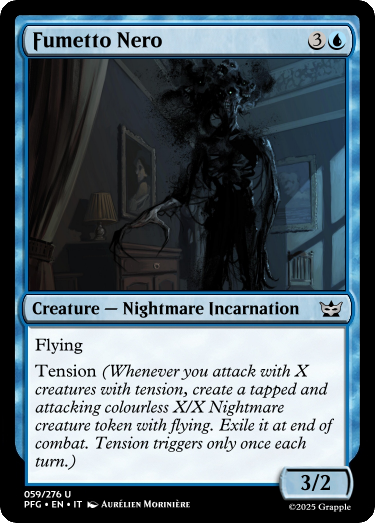 Fumetto Nero 3
Creature — Nightmare Incarnation
Flying
Tension (Whenever you attack with X
creatures with tension, create a tapped and
attacking colourless X/X Nightmare
creature token with flying. Exile it at end of
combat. Tension triggers only once each
turn.)
3/2
059/276 U
PFG • EN • IT Aurélien Morinière
©2025 Grapple